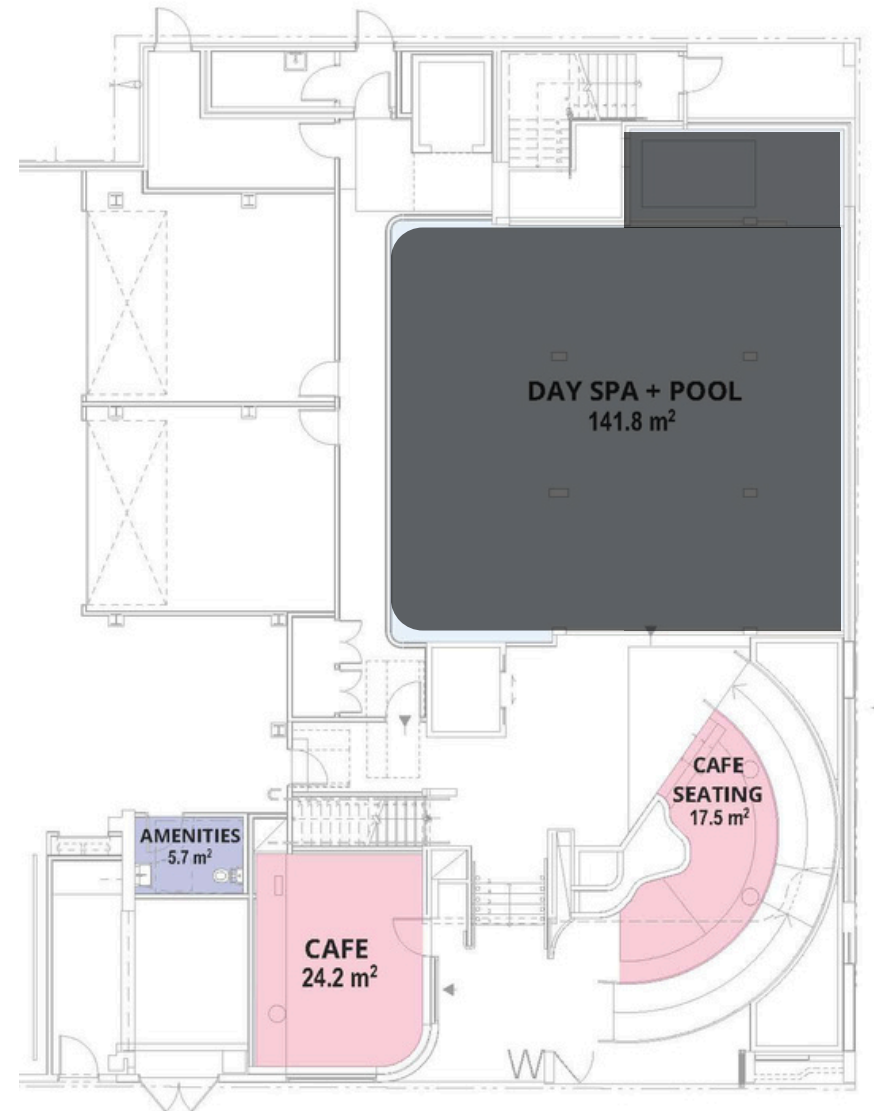 DAY SPA + POOL
141.8 m²
CAFE
SEATING
17.5 m²
AMENITIES
5.7 m²
CAFE
24.2 m²